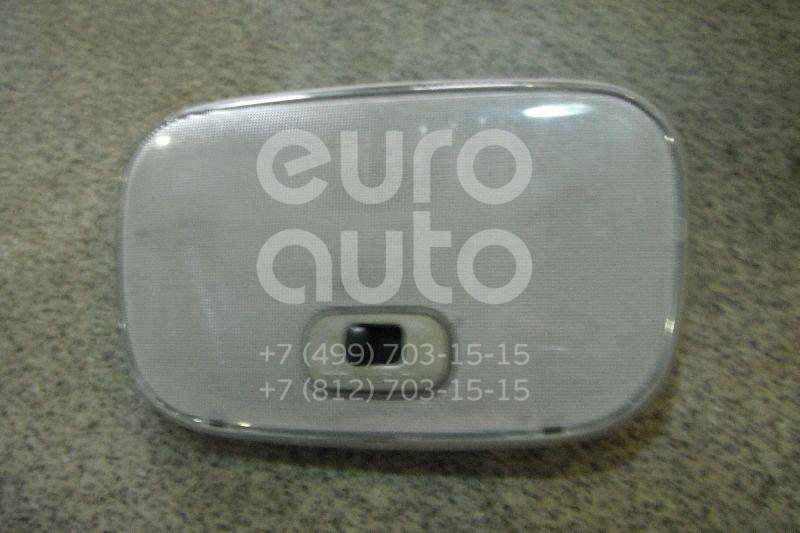 euro
auto
+7 (499) 703-15-15
+7 (812) 703-15-15